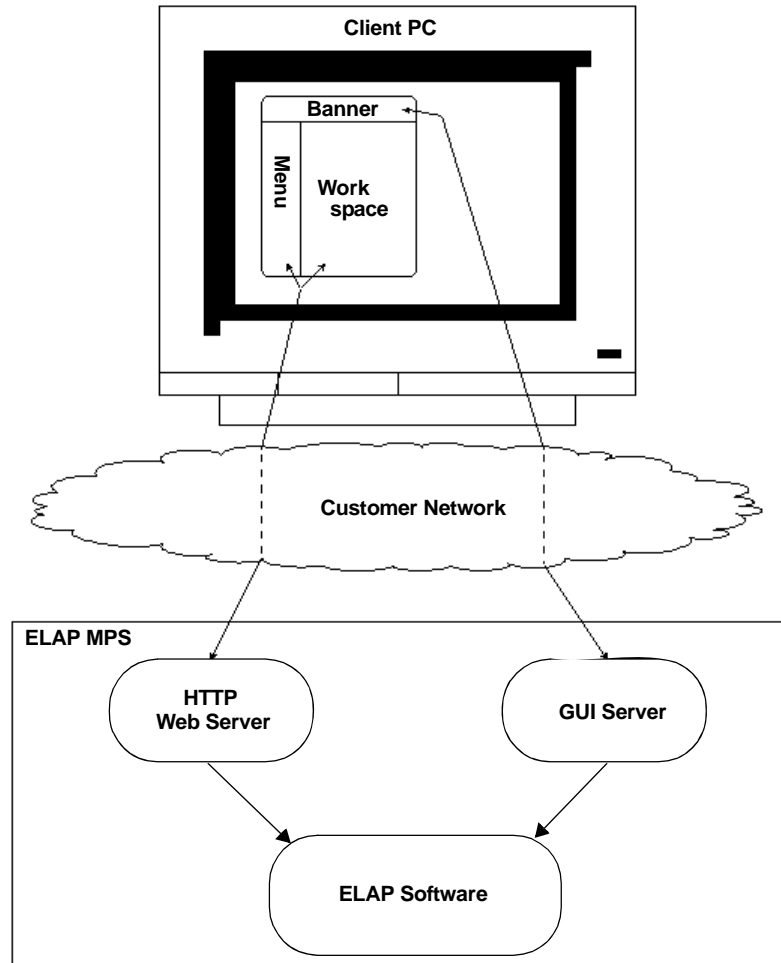 Client PC
Banner
Menu
Work
space
Customer Network
ELAP MPS
HTTP
Web Server
GUI Server
ELAP Software